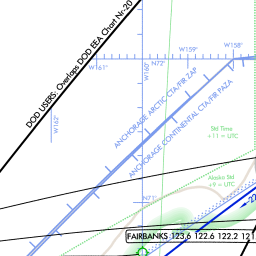 DOD USERS: Overlaps DOD EEA Chart Nr-20
W161°
W160°
N72°
W159°
W158°
ANCHORAGE ARCTIC CTA/FIR ZAP
ANCHORAGE CONTINENTAL CTA/FIR PAZA
W162°
Std Time
+11 = UTC
Alaska Std
+9 = UTC
N71°
FAIRBANKS 123.6 122.6 122.2 121